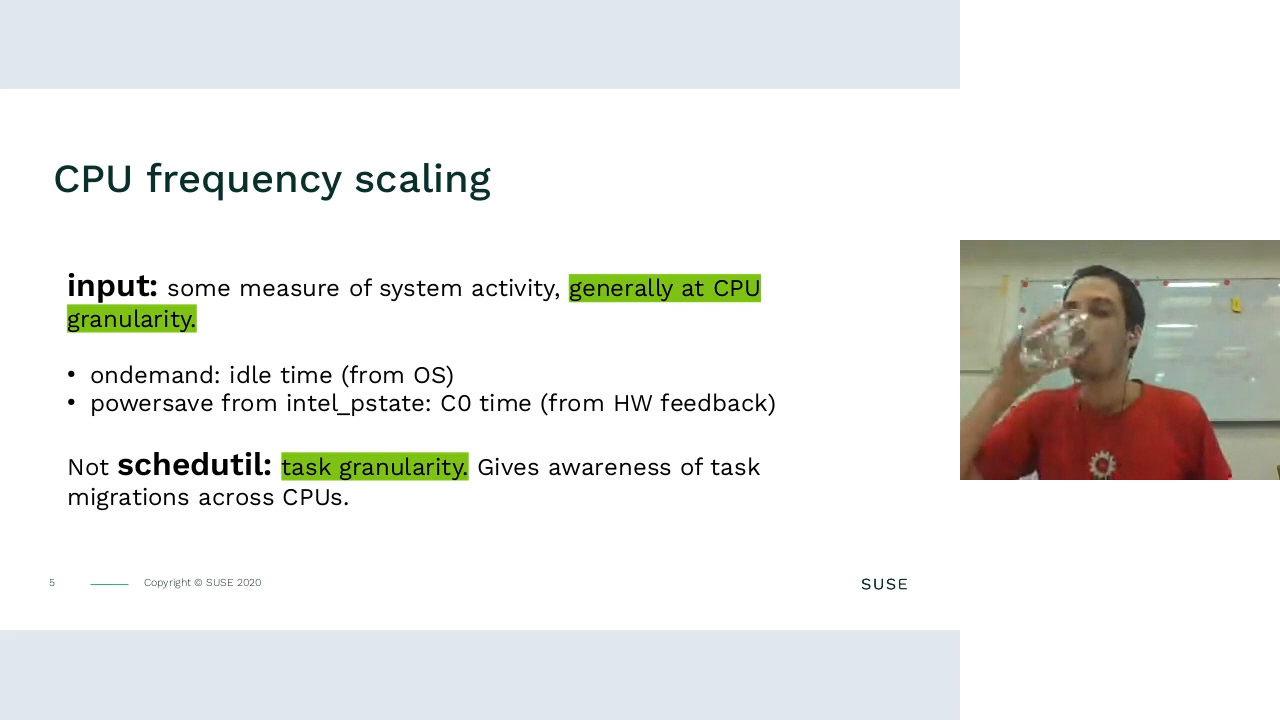 CPU frequency scaling
input: some measure of system activity, generally at CPU
granularity.
• ondemand: idle time (from OS)
• powersave from intel_pstate: C0 time (from HW feedback)
Not schedutil: task granularity. Gives awareness of task
migrations across CPUs.
5 Copyright © SUSE 2020
SUSE